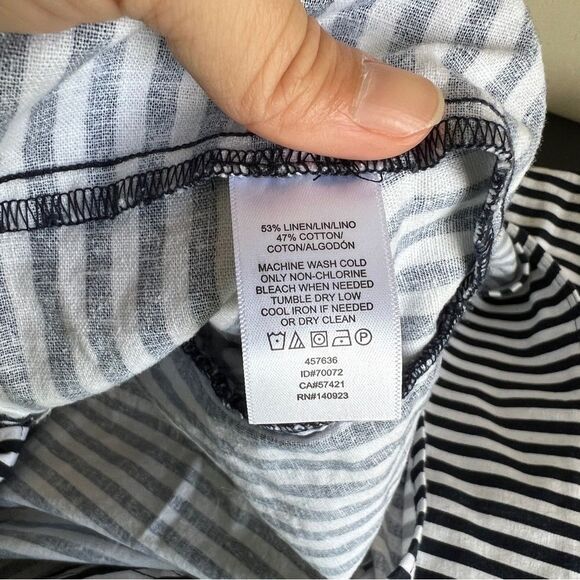 53% LINEN/LIN/LINO
47% COTTON/
COTON/ALGODÓN
MACHINE WASH COLD
ONLY NON-CHLORINE
BLEACH WHEN NEEDED
TUMBLE DRY LOW
COOL IRON IF NEEDED
OR DRY CLEAN
457636
ID#70072
CA#57421
RN#140923